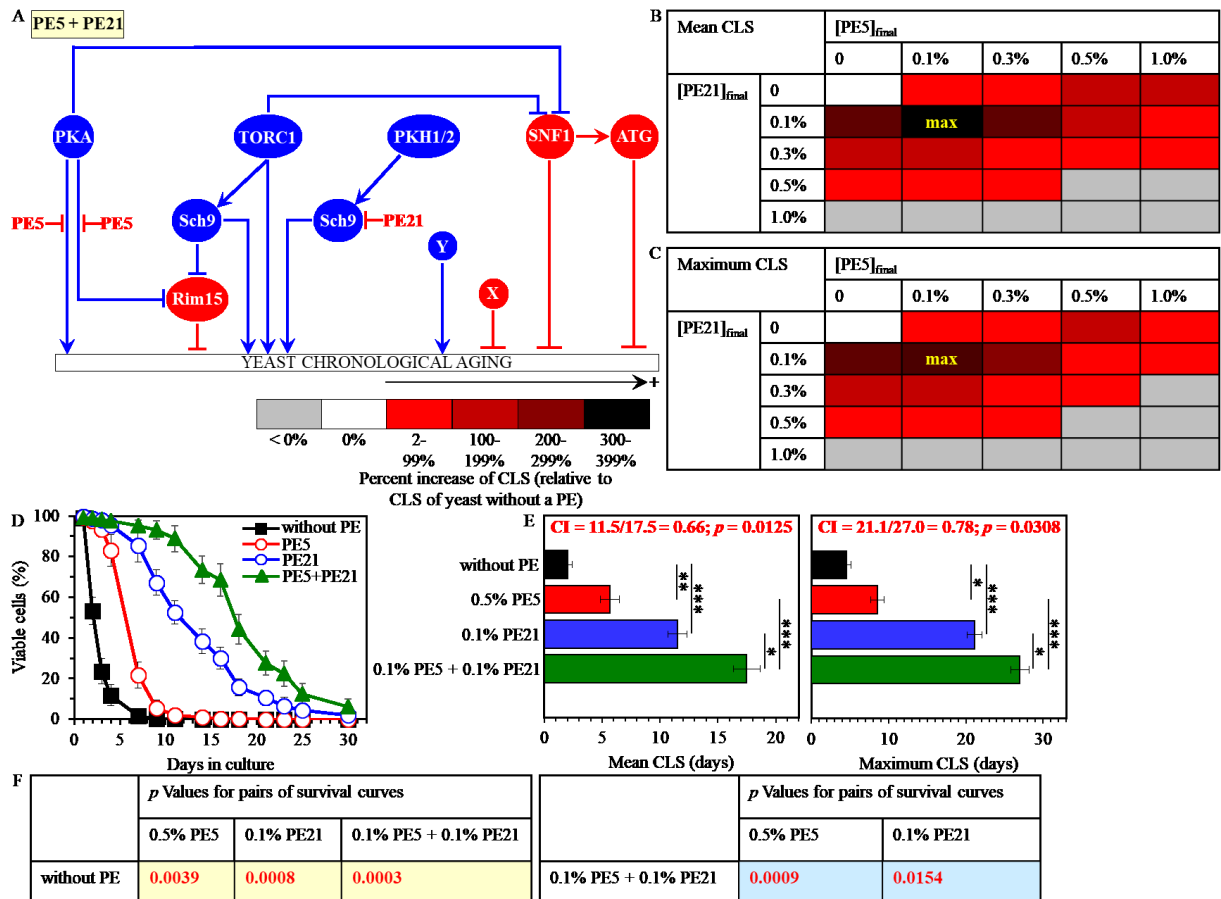 A
PE5 + PE21
PKA
TORC1
PKH1/2
SNF1
ATG
PE5
PE5
Sch9
Sch9
PE21
Y
Rim15
X
YEAST CHRONOLOGICAL AGING
+
< 0%
0%
2-99%
100-199%
200-299%
300-399%
Percent increase of CLS (relative to
CLS of yeast without a PE)
B
Mean CLS
[PE5]final
0 0.1% 0.3% 0.5% 1.0%
[PE21]final
0
0.1%
max
0.3%
0.5%
1.0%
C
Maximum CLS
[PE5]final
0 0.1% 0.3% 0.5% 1.0%
[PE21]final
0
0.1%
max
0.3%
0.5%
1.0%
D
Viable cells (%)
100
80
60
40
20
0
0 5 10 15 20 25 30
Days in culture
without PE
PE5
PE21
PE5+PE21
E
CI = 11.5/17.5 = 0.66; p = 0.0125
without PE
0.5% PE5
0.1% PE21
0.1% PE5 + 0.1% PE21
**
***
*
***
0 5 10 15 20
Mean CLS (days)
CI = 21.1/27.0 = 0.78; p = 0.0308
*
***
*
***
0 10 20 30
Maximum CLS (days)
F
p Values for pairs of survival curves
0.5% PE5 0.1% PE21 0.1% PE5 + 0.1% PE21
without PE 0.0039 0.0008 0.0003
p Values for pairs of survival curves
0.5% PE5 0.1% PE21
0.1% PE5 + 0.1% PE21 0.0009 0.0154